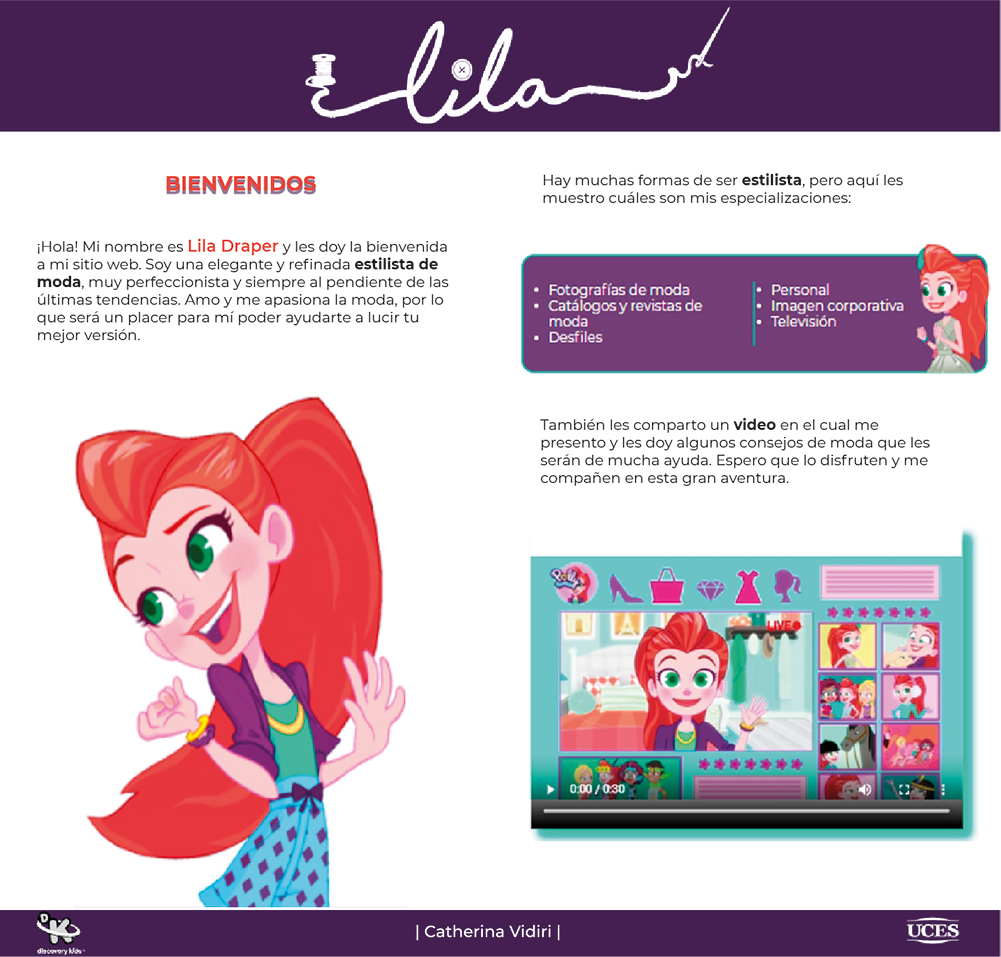 lila
BIENVENIDOS
¡Hola! Mi nombre es Lila Draper y les doy la bienvenida
a mi sitio web. Soy una elegante y refinada estilista de
moda, muy perfeccionista y siempre al pendiente de las
últimas tendencias. Amo y me apasiona la moda, por lo
que será un placer para mí poder ayudarte a lucir tu
mejor versión.
Hay muchas formas de ser estilista, pero aquí les
muestro cuáles son mis especializaciones:
• Fotografías de moda
• Catálogos y revistas de
moda
• Desfiles
• Personal
• Imagen corporativa
• Televisión
También les comparto un video en el cual me
presento y les doy algunos consejos de moda que les
serán de mucha ayuda. Espero que lo disfruten y me
compañen en esta gran aventura.
Polly
LIVE
0:00 / 0:30
DK
discovery kids
| Catherina Vidiri |
UCES